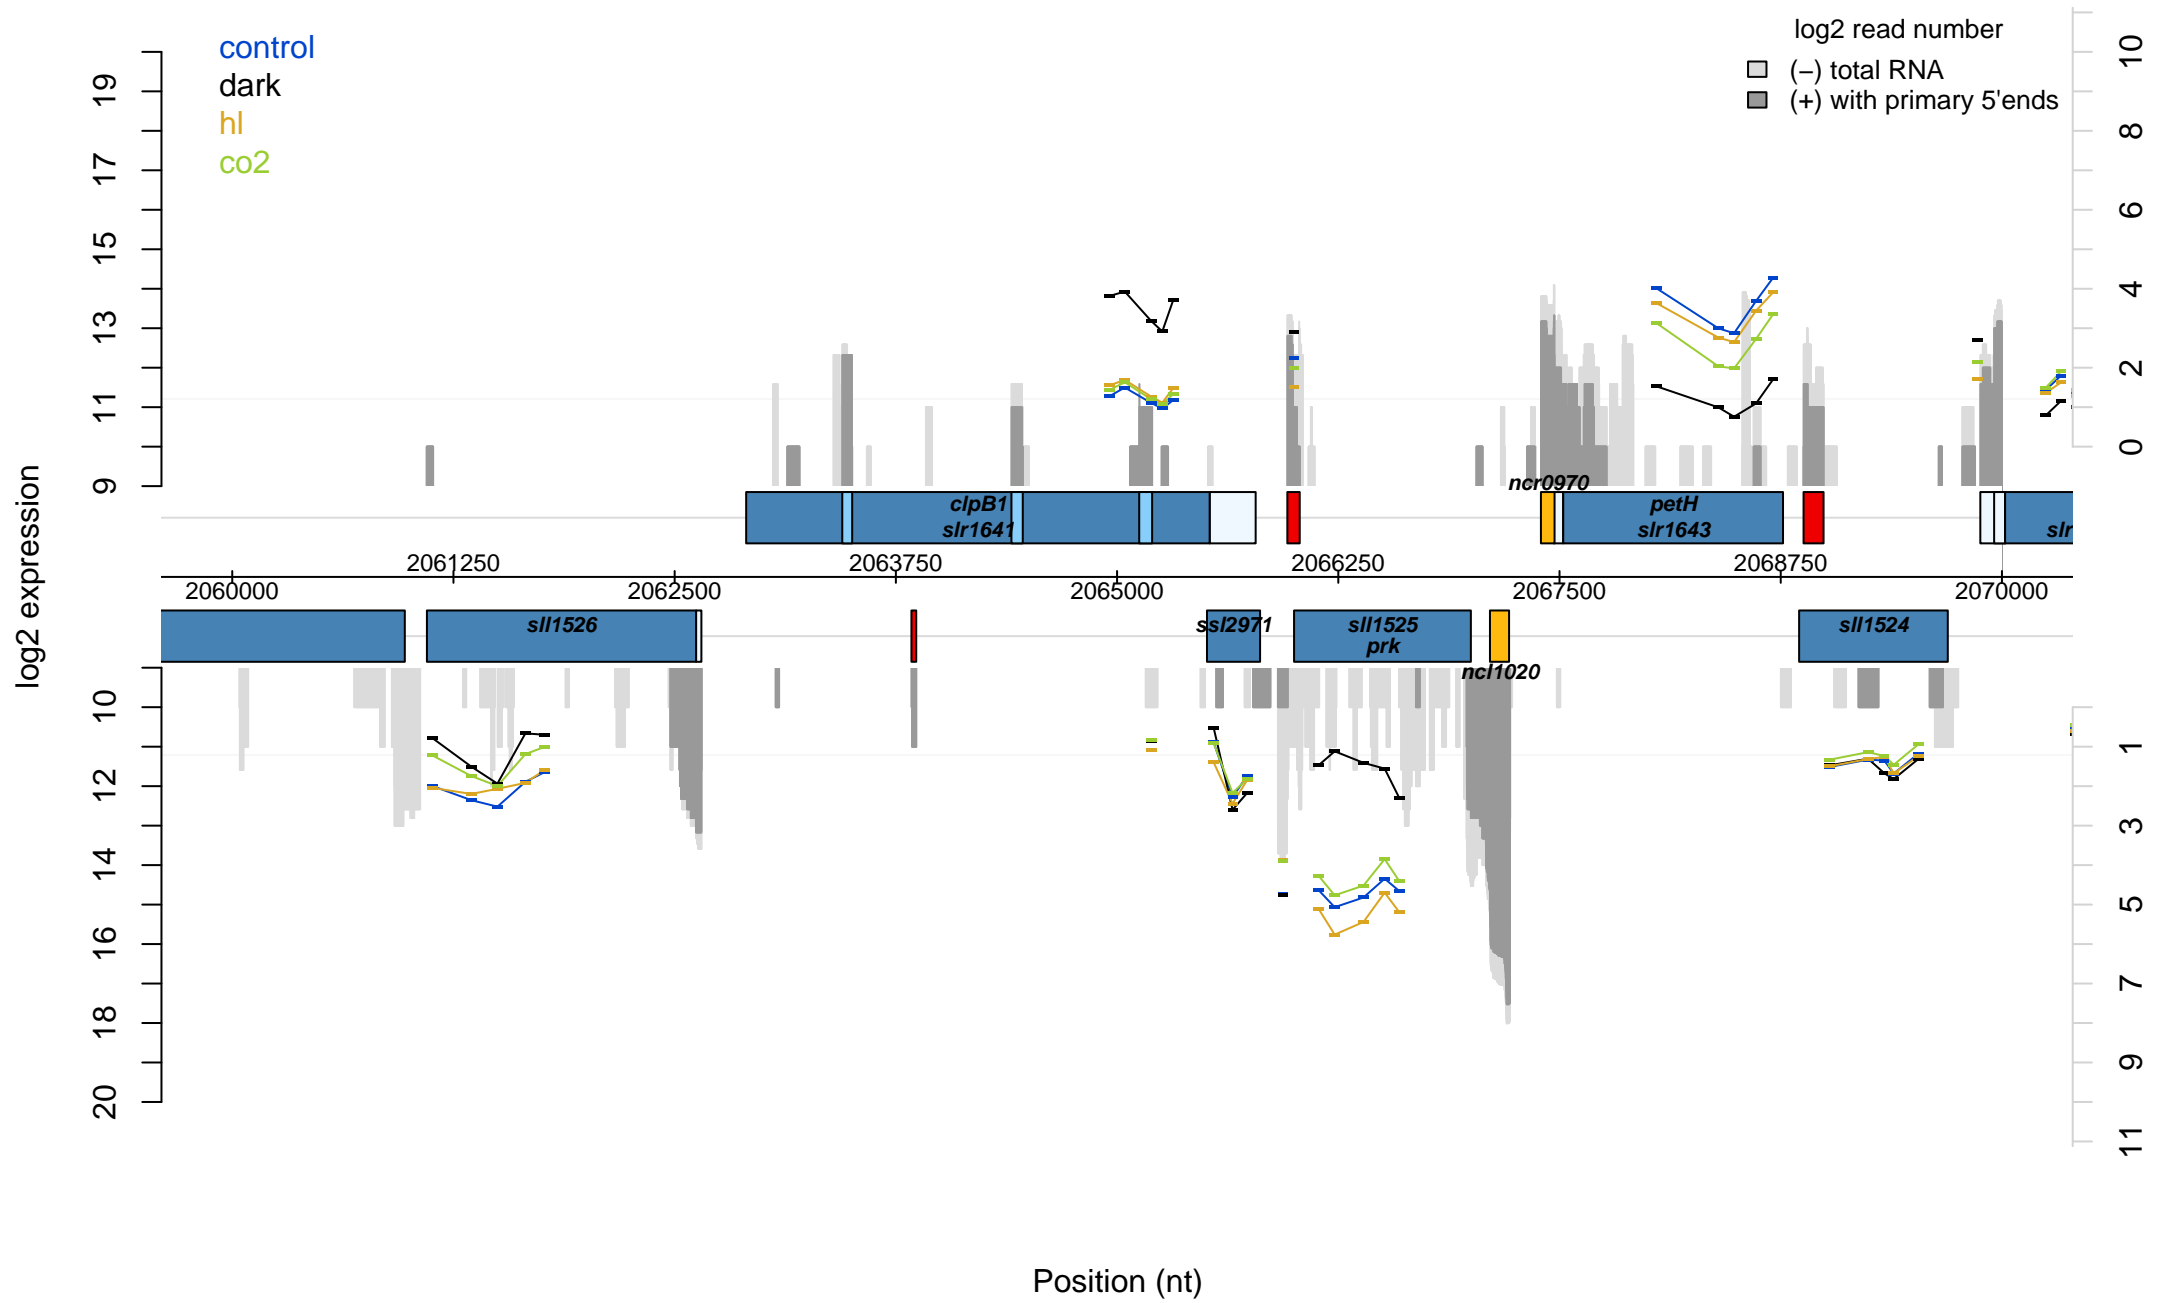 control
dark
hl
co2
log2 read number
(−) total RNA
(+) with primary 5'ends
19
17
15
13
11
9
10
8
6
4
2
0
log2 expression
ncr0970
clpB1
slr1641
petH
slr1643
slr
2061250
2063750
2066250
2068750
2060000
2062500
2065000
2067500
2070000
sll1526
ssl2971
sll1525
prk
ncl1020
sll1524
10
12
14
16
18
20
1
3
5
7
9
11
Position (nt)